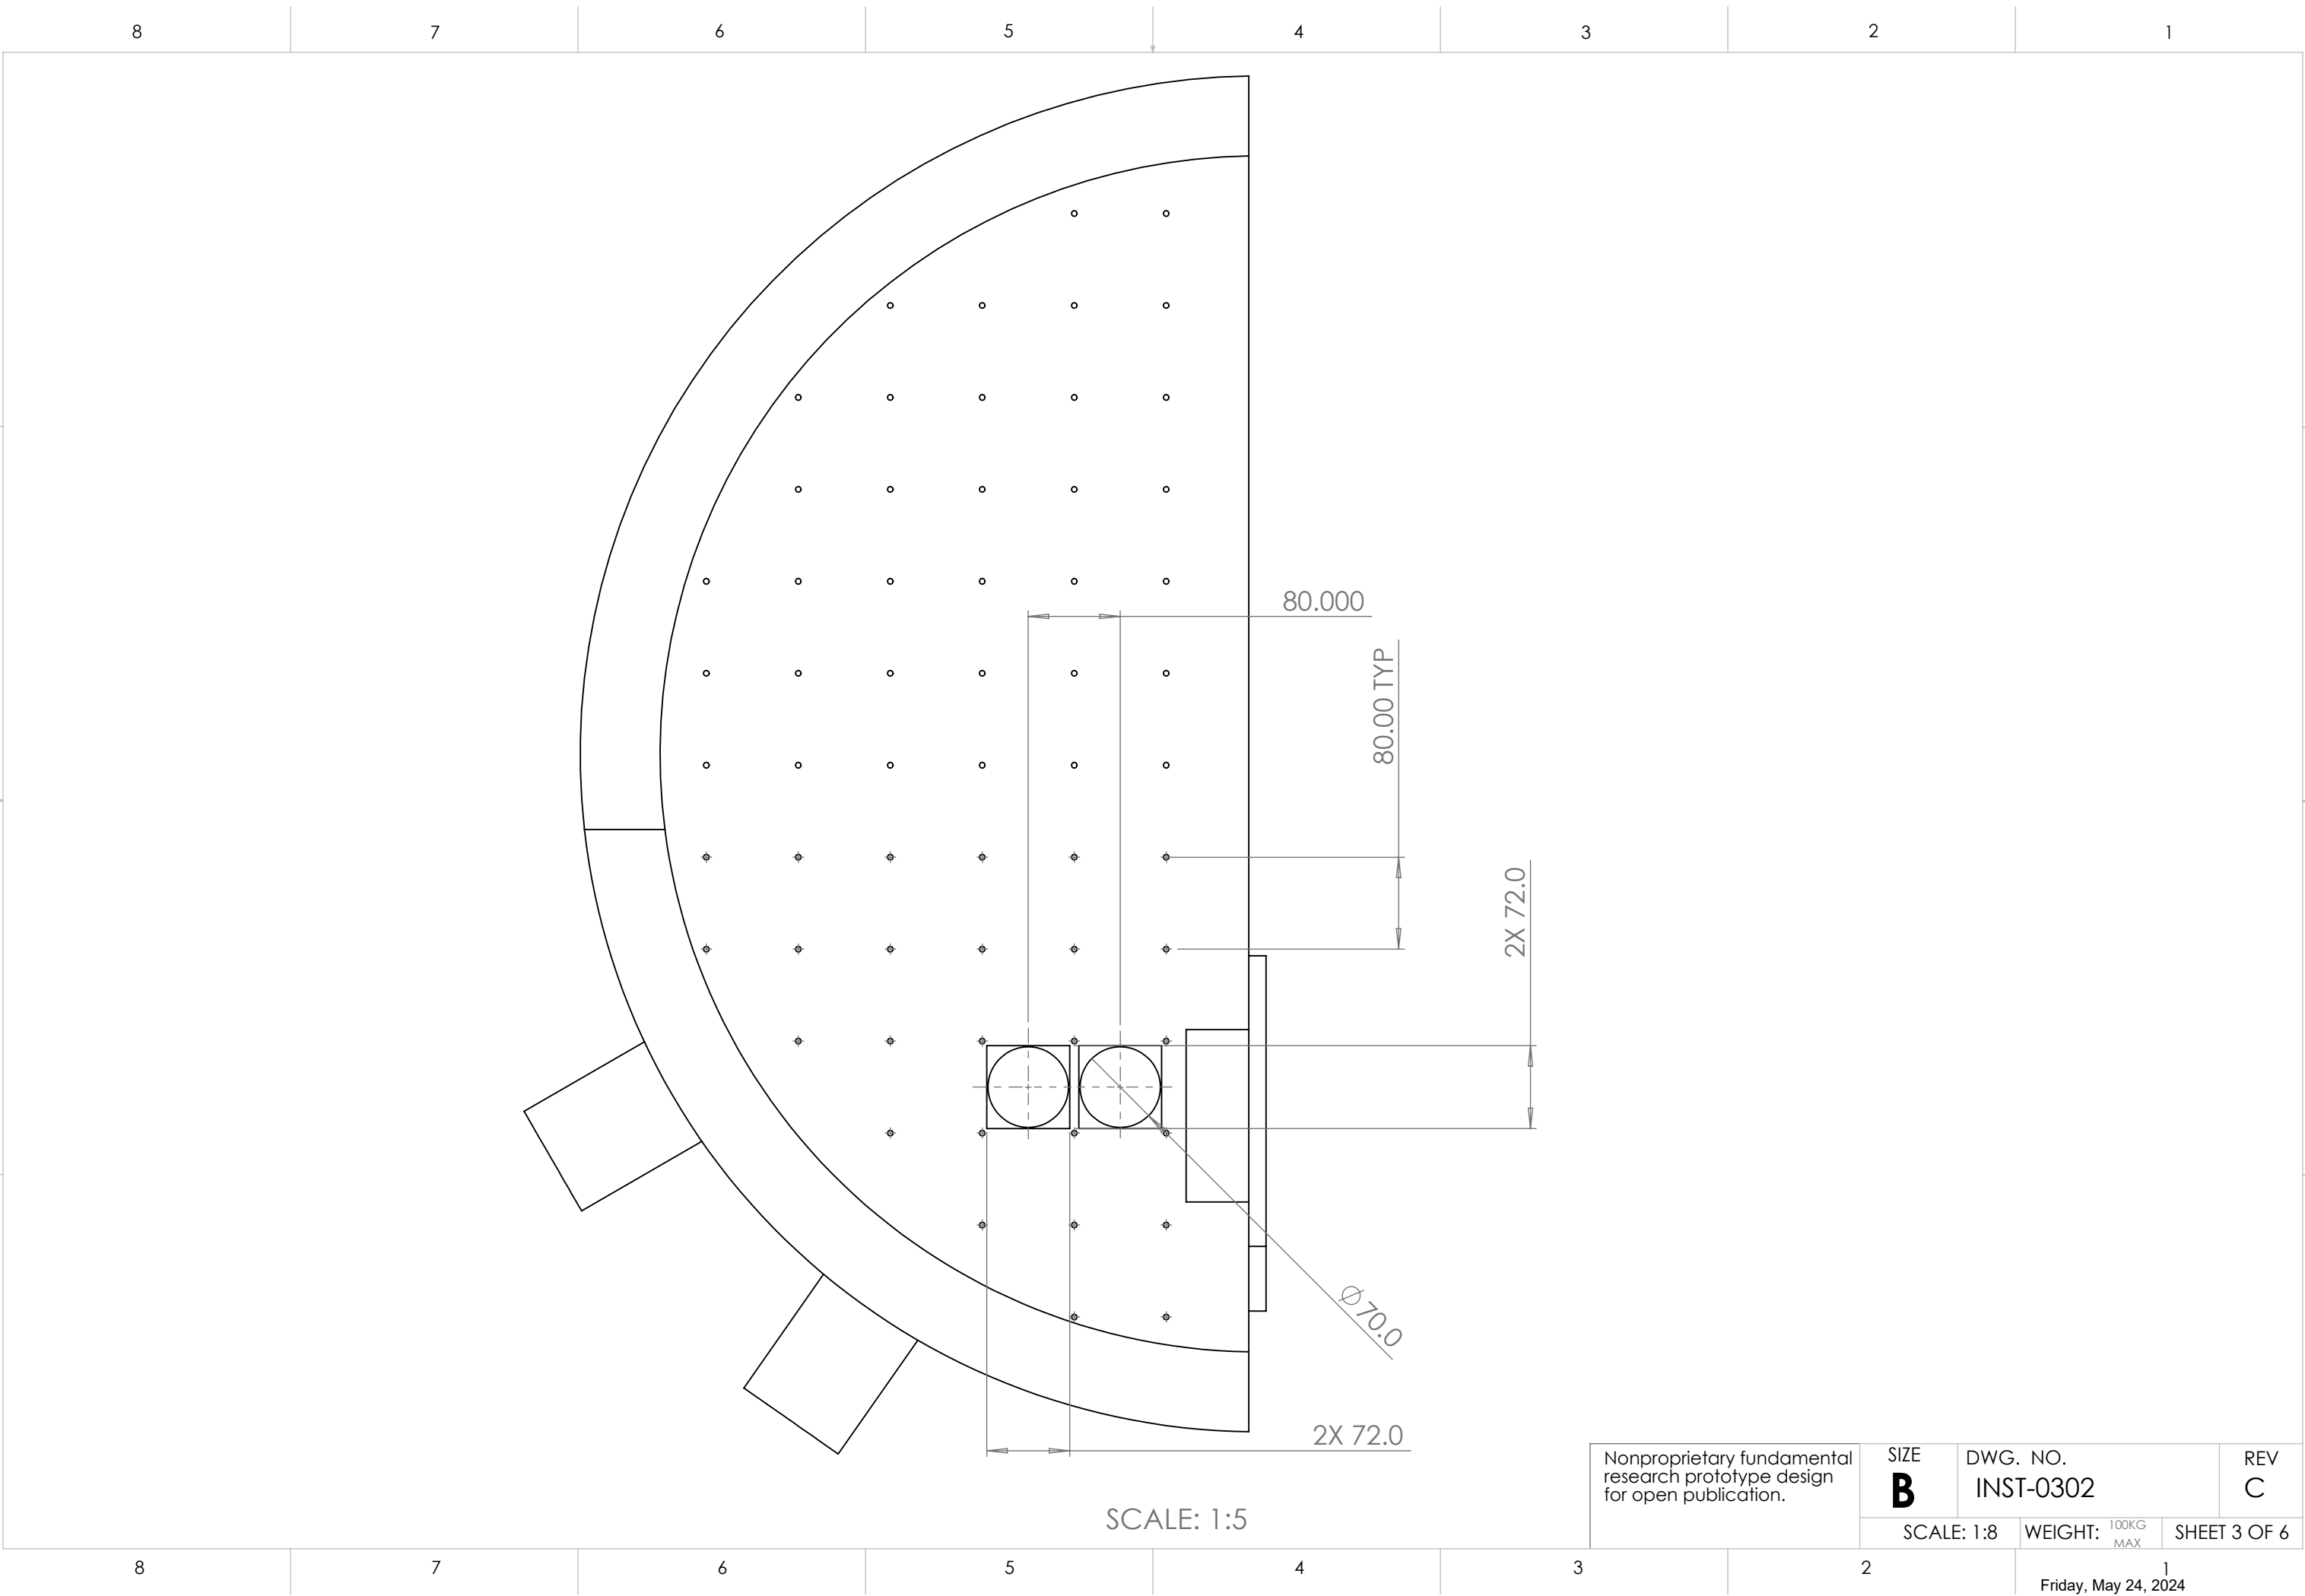 8 7 6 5 4 3 2 1
80.000
80.00 TYP
2X 72.0
Ø70.0
2X 72.0
SCALE: 1:5
Nonproprietary fundamental
research prototype design
for open publication.
SIZE
B
DWG. NO.
INST-0302
REV
C
SCALE: 1:8
WEIGHT:
100KG
MAX
SHEET 3 OF 6
8 7 6 5 4 3 2 1
Friday, May 24, 2024